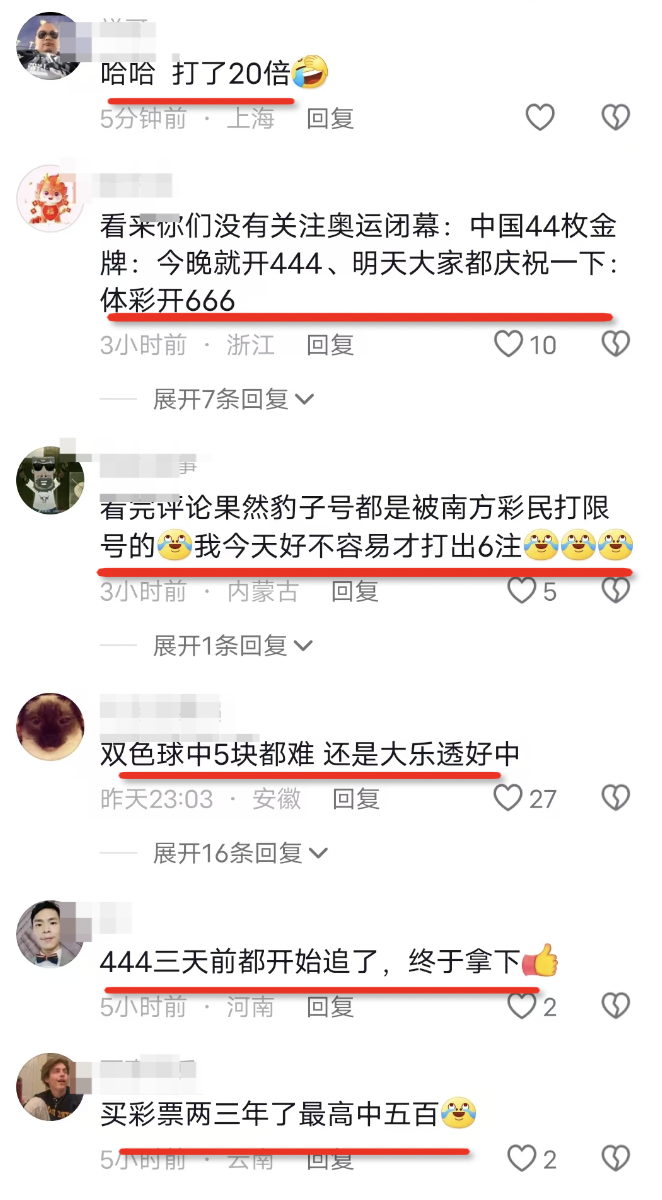 哈哈 打了20倍
5分钟前 · 上海 回复
看来你们没有关注奥运闭幕：中国44枚金
牌：今晚就开444、明天大家都庆祝一下：
体彩开666
3小时前 · 浙江 回复 10
展开7条回复
事
看完评论果然豹子号都是被南方彩民打限
号的 我今天好不容易才打出6注
3小时前 · 内蒙古 回复 5
展开1条回复
双色球中5块都难 还是大乐透好中
昨天23:03 · 安徽 回复 27
展开16条回复
444三天前都开始追了，终于拿下
5小时前 · 河南 回复 2
买彩票两三年了最高中五百
5小时前 · 云南 回复 2